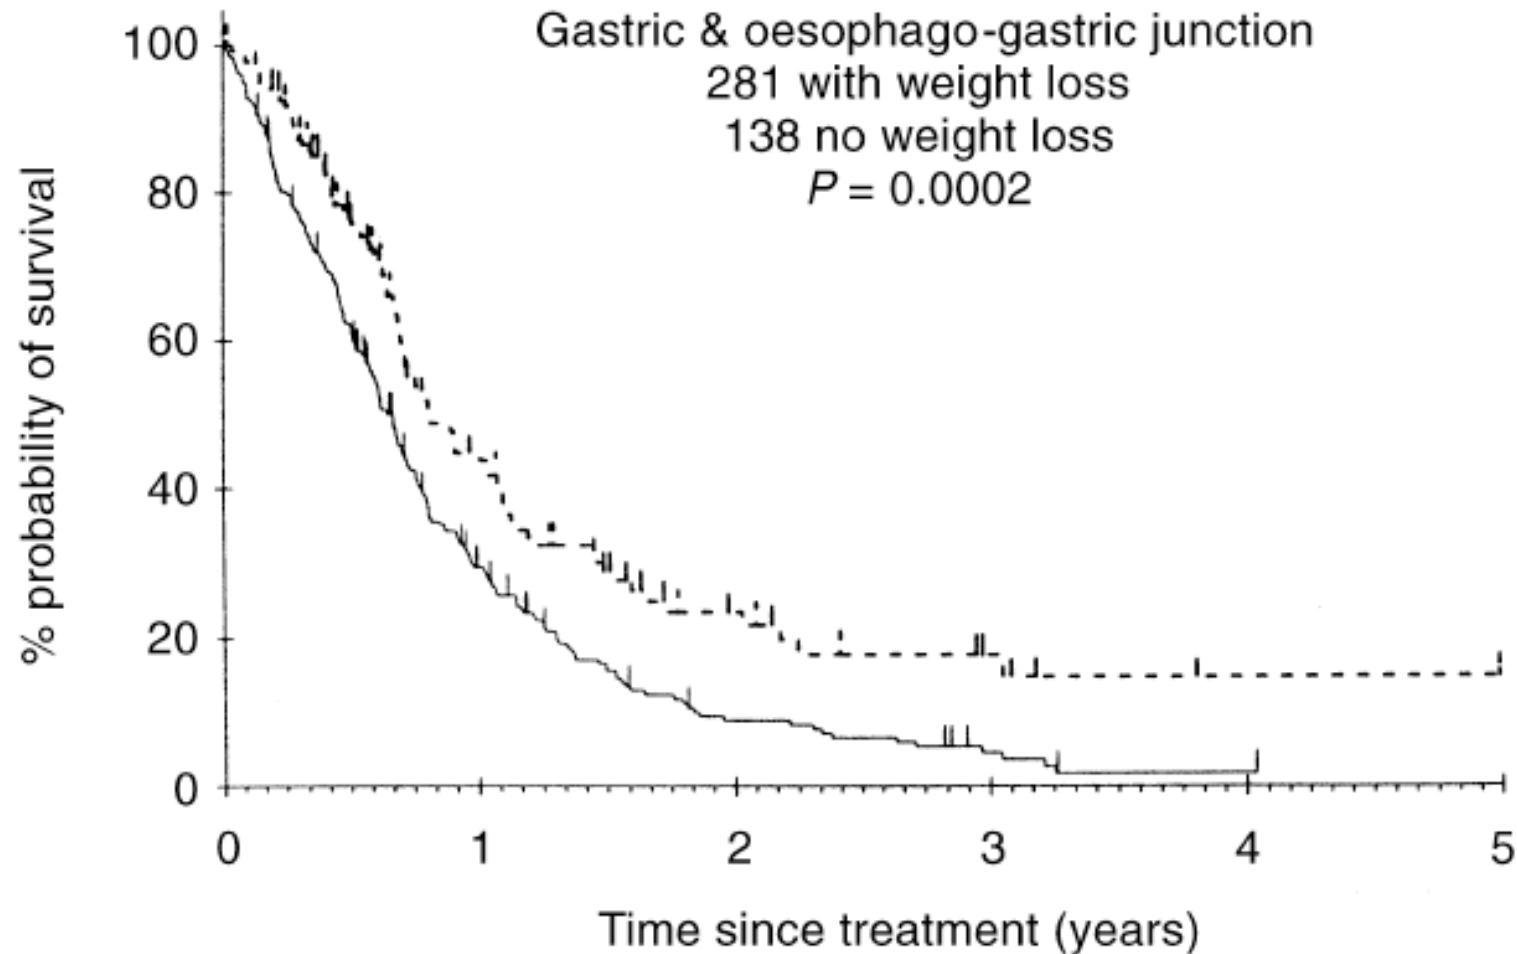 Gastric & oesophago-gastric junction
281 with weight loss
138 no weight loss
P = 0.0002
% probability of survival
100
80
60
40
20
0
0 1 2 3 4 5
Time since treatment (years)